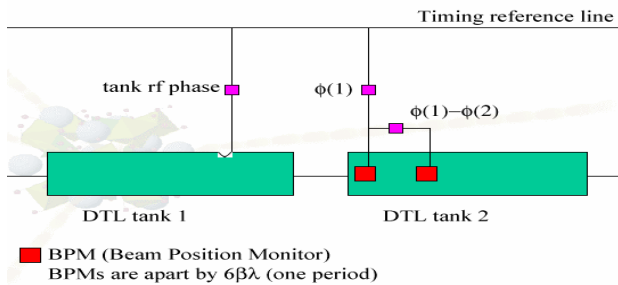 Timing reference line
tank rf phase
ϕ(1)
ϕ(1)–ϕ(2)
DTL tank 1
DTL tank 2
BPM (Beam Position Monitor)
BPMs are apart by 6βλ (one period)